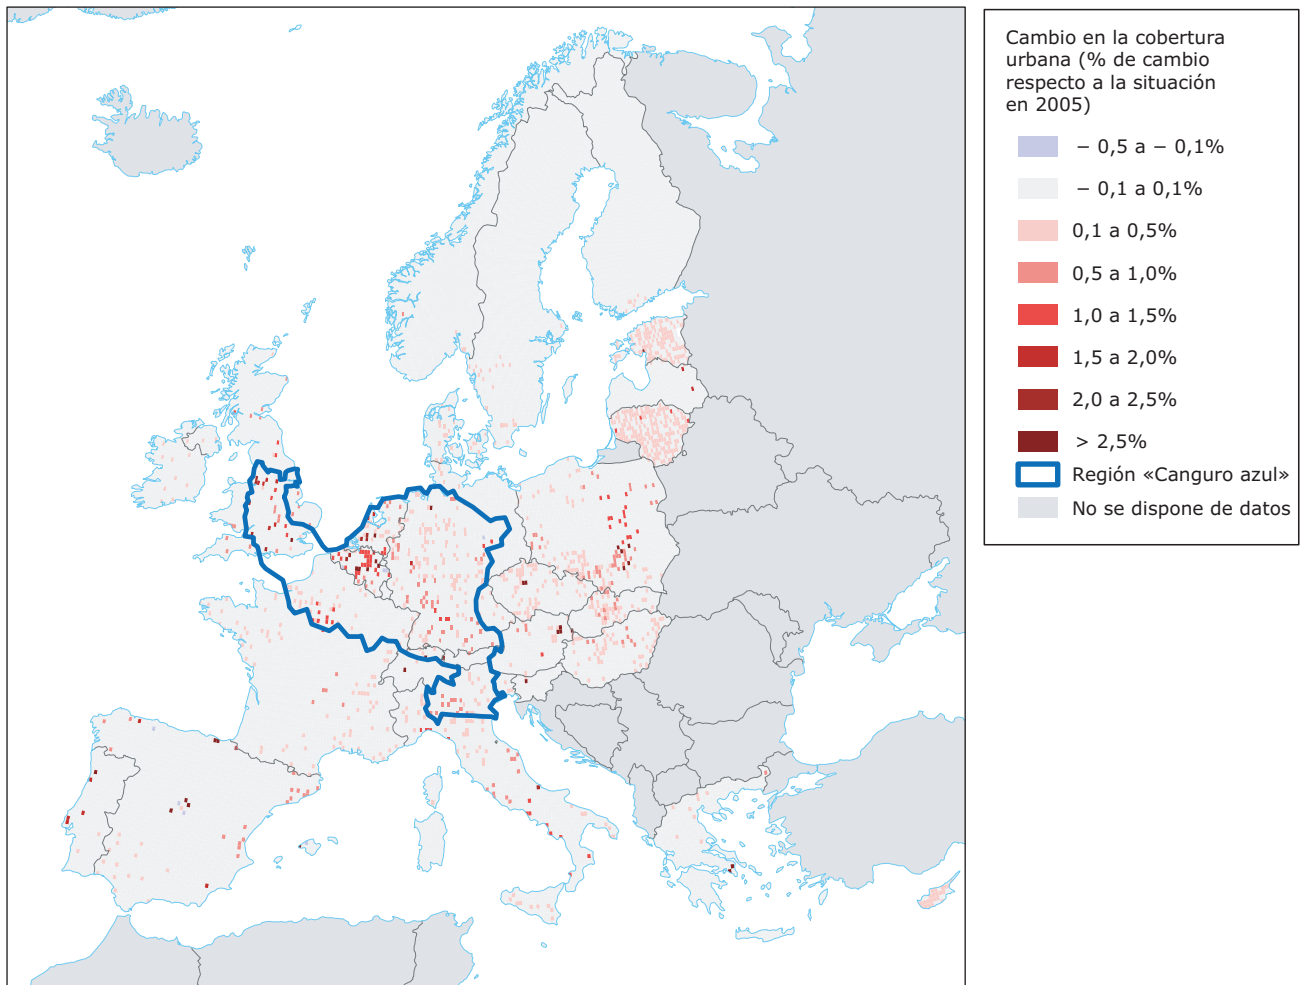 Cambio en la cobertura
urbana (% de cambio
respecto a la situación
en 2005)
− 0,5 a − 0,1%
− 0,1 a 0,1%
0,1 a 0,5%
0,5 a 1,0%
1,0 a 1,5%
1,5 a 2,0%
2,0 a 2,5%
> 2,5%
Región «Canguro azul»
No se dispone de datos